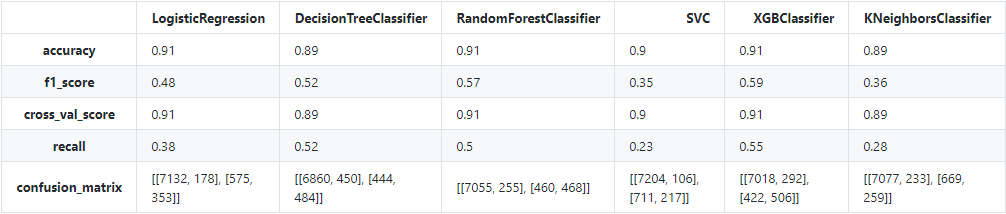 LogisticRegression DecisionTreeClassifier RandomForestClassifier SVC XGBClassifier KNeighborsClassifier
accuracy 0.91 0.89 0.91 0.9 0.91 0.89
f1_score 0.48 0.52 0.57 0.35 0.59 0.36
cross_val_score 0.91 0.89 0.91 0.9 0.91 0.89
recall 0.38 0.52 0.5 0.23 0.55 0.28
confusion_matrix [[7132, 178], [575, 353]] [[6860, 450], [444, 484]] [[7055, 255], [460, 468]] [[7204, 106], [711, 217]] [[7018, 292], [422, 506]] [[7077, 233], [669, 259]]